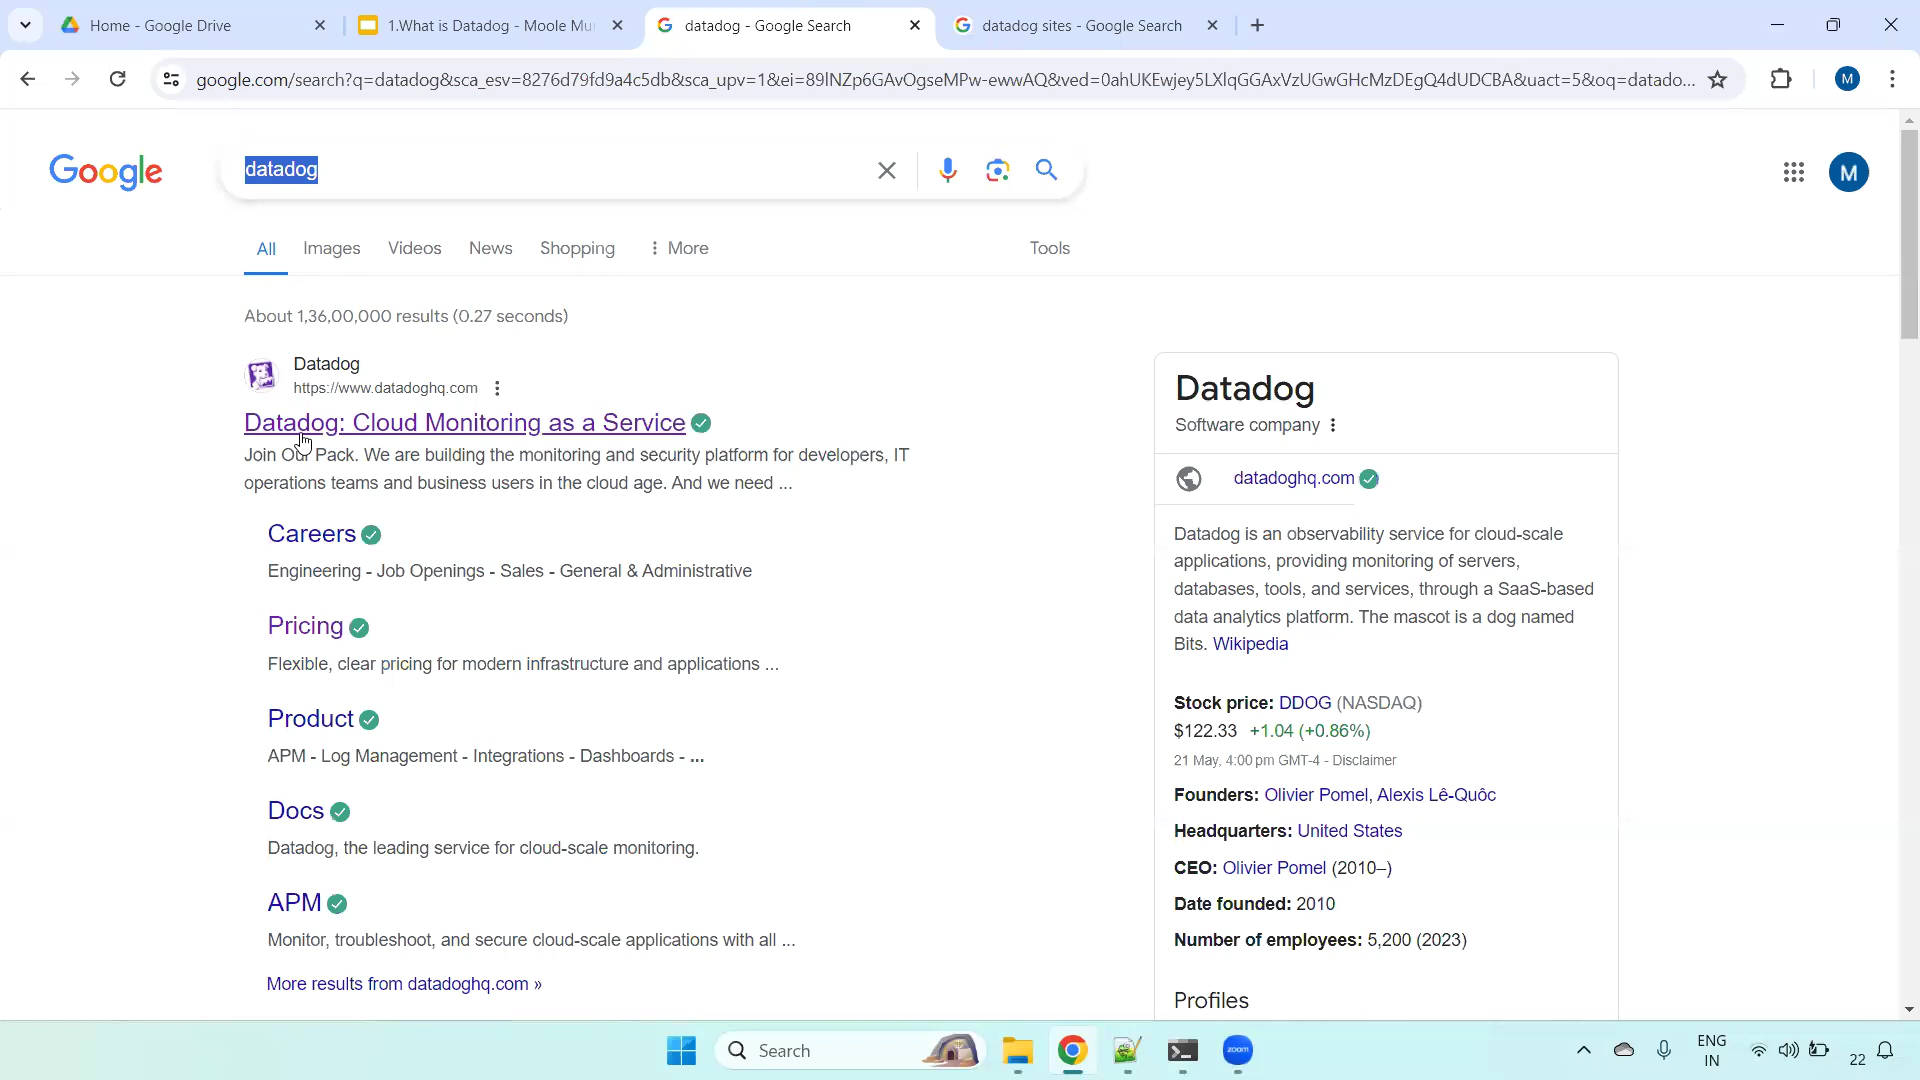 Home - Google Drive
1.What is Datadog - Moole Mu
datadog - Google Search
datadog sites - Google Search
google.com/search?q=datadog&sca_esv=8276d79fd9a4c5db&sca_upv=1&ei=89lNZp6GAvOgseMPw-ewwAQ&ved=0ahUKEwjey5LXlqGGAxVzUGwGHcMzDEgQ4dUDCBA&uact=5&oq=datado...
M
Google
datadog
M
All
Images
Videos
News
Shopping
More
Tools
About 1,36,00,000 results (0.27 seconds)
Datadog
https://www.datadoghq.com
Datadog: Cloud Monitoring as a Service
Join Our Pack. We are building the monitoring and security platform for developers, IT
operations teams and business users in the cloud age. And we need ...
Careers
Engineering - Job Openings - Sales - General & Administrative
Pricing
Flexible, clear pricing for modern infrastructure and applications ...
Product
APM - Log Management - Integrations - Dashboards - ...
Docs
Datadog, the leading service for cloud-scale monitoring.
APM
Monitor, troubleshoot, and secure cloud-scale applications with all ...
More results from datadoghq.com »
Datadog
Software company
datadoghq.com
Datadog is an observability service for cloud-scale
applications, providing monitoring of servers,
databases, tools, and services, through a SaaS-based
data analytics platform. The mascot is a dog named
Bits. Wikipedia
Stock price: DDOG (NASDAQ)
$122.33 +1.04 (+0.86%)
21 May, 4:00 pm GMT-4 - Disclaimer
Founders: Olivier Pomel, Alexis Lê-Quôc
Headquarters: United States
CEO: Olivier Pomel (2010–)
Date founded: 2010
Number of employees: 5,200 (2023)
Profiles
Search
zoom
ENG
IN
22